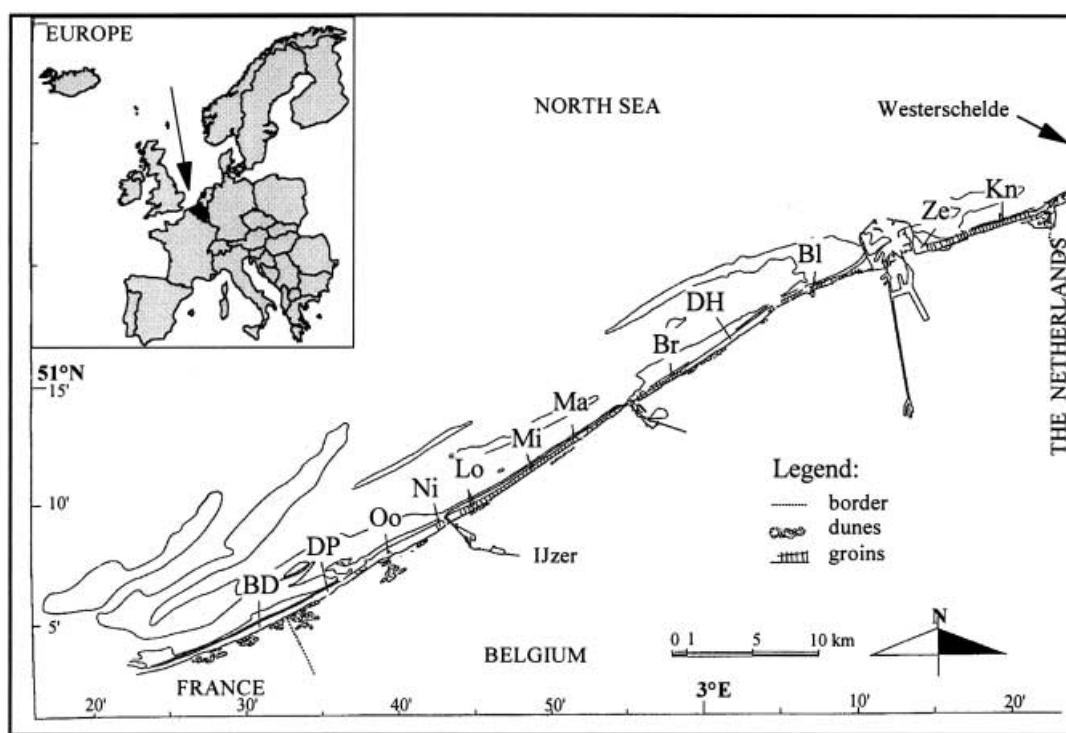 EUROPE
NORTH SEA
Westerschelde
Kn
Ze
Bl
DH
Br
Ma
Mi
Lo
Ni
Oo
DP
BD
51°N
15'
10'
5'
THE NETHERLANDS
Legend:
border
dunes
groins
IJzer
BELGIUM
FRANCE
0 1 5 10 km
N
20' 30' 40' 50' 3°E 10' 20'